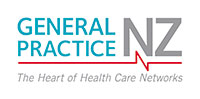 GENERAL
PRACTICE NZ
The Heart of Health Care Networks